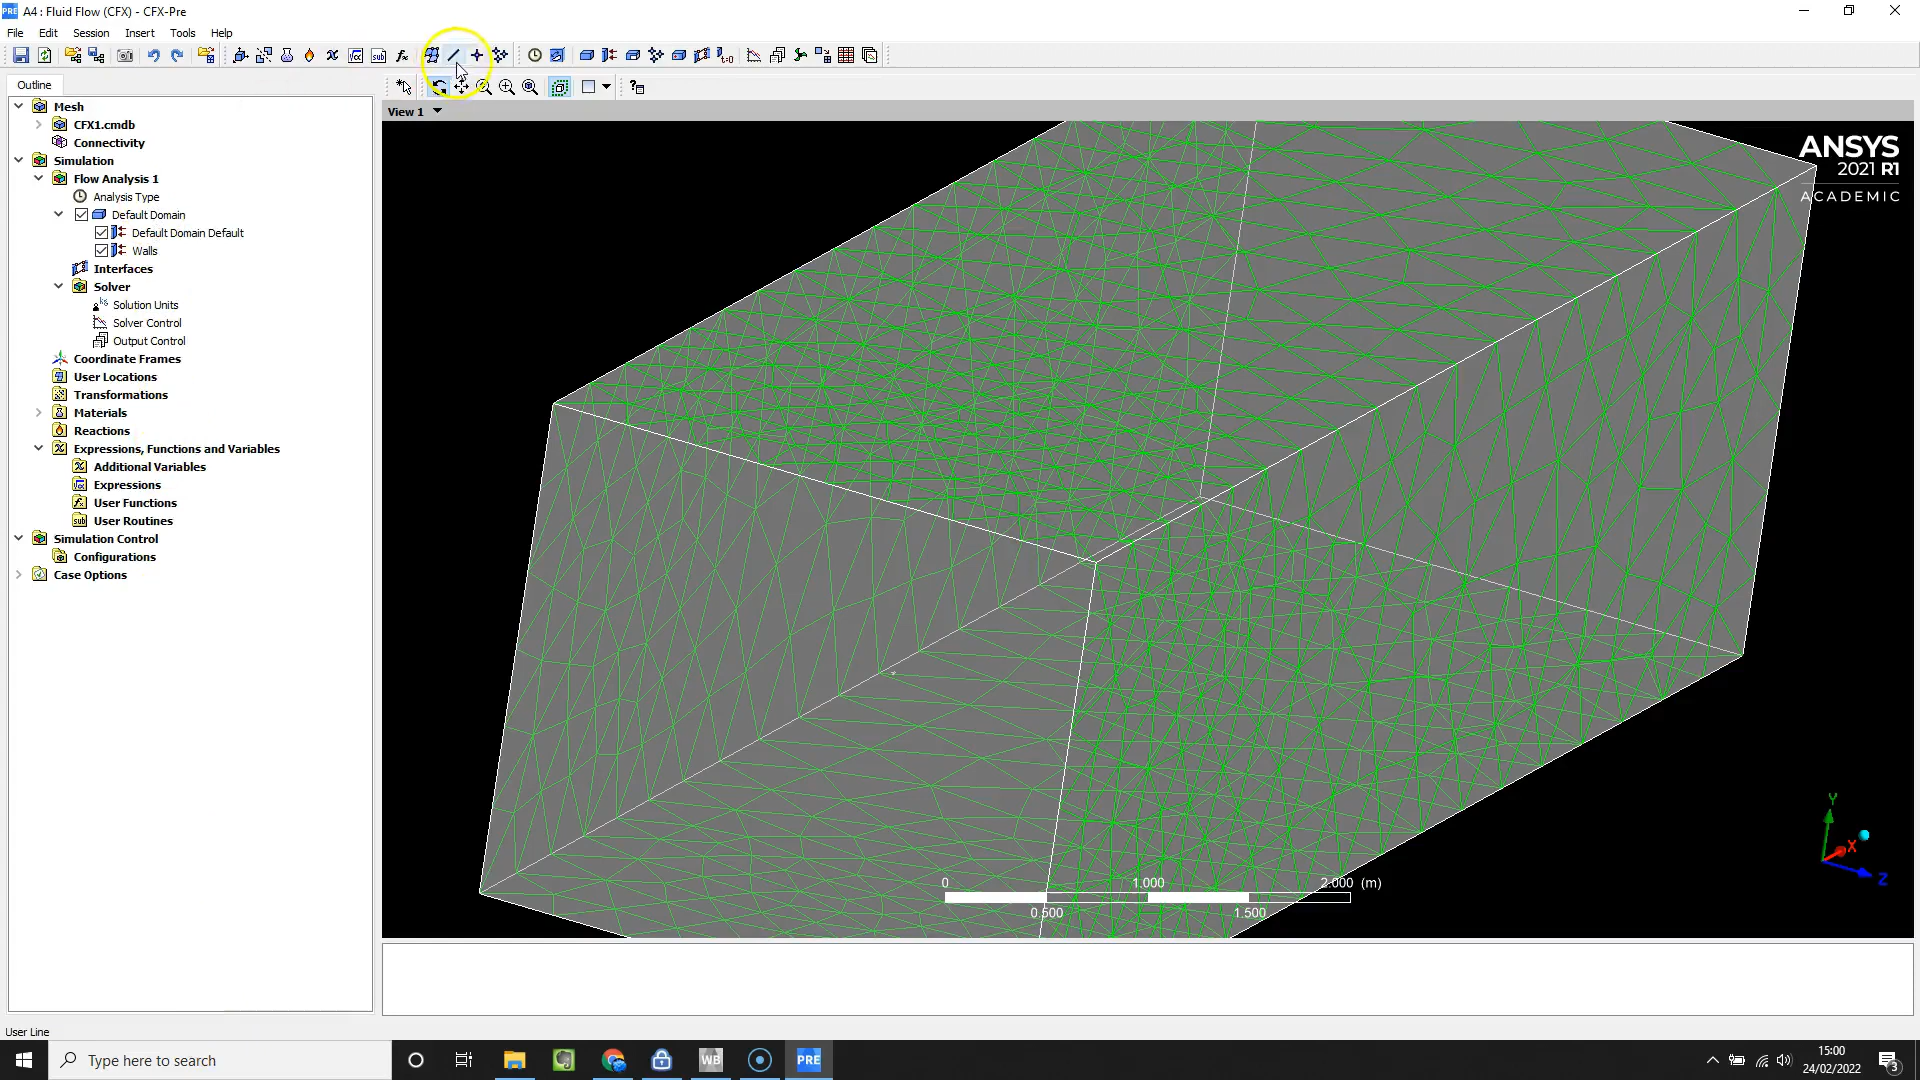 PRE A4 : Fluid Flow (CFX) - CFX-Pre
File Edit Session Insert Tools Help
Outline
View 1
Mesh
CFX1.cmdb
Connectivity
Simulation
Flow Analysis 1
Analysis Type
Default Domain
Default Domain Default
Walls
Interfaces
Solver
Solution Units
Solver Control
Output Control
Coordinate Frames
User Locations
Transformations
Materials
Reactions
Expressions, Functions and Variables
Additional Variables
Expressions
User Functions
User Routines
Simulation Control
Configurations
Case Options
ANSYS
2021 R1
ACADEMIC
Y
X
Z
0 1.000 2.000 (m)
0.500 1.500
User Line
Type here to search
WB
PRE
15:00
24/02/2022
3